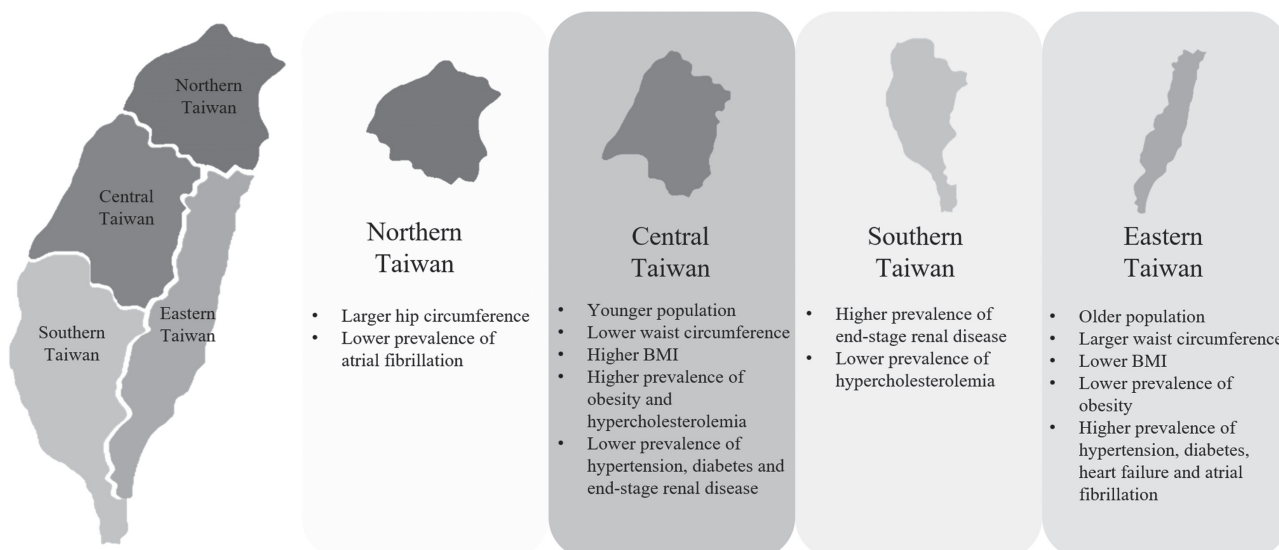 Northern
Taiwan
Central
Taiwan
Southern
Taiwan
Eastern
Taiwan
Northern
Taiwan
• Larger hip circumference
• Lower prevalence of
atrial fibrillation
Central
Taiwan
• Younger population
• Lower waist circumference
• Higher BMI
• Higher prevalence of
obesity and
hypercholesterolemia
• Lower prevalence of
hypertension, diabetes and
end-stage renal disease
Southern
Taiwan
• Higher prevalence of
end-stage renal disease
• Lower prevalence of
hypercholesterolemia
Eastern
Taiwan
• Older population
• Larger waist circumference
• Lower BMI
• Lower prevalence of
obesity
• Higher prevalence of
hypertension, diabetes,
heart failure and atrial
fibrillation